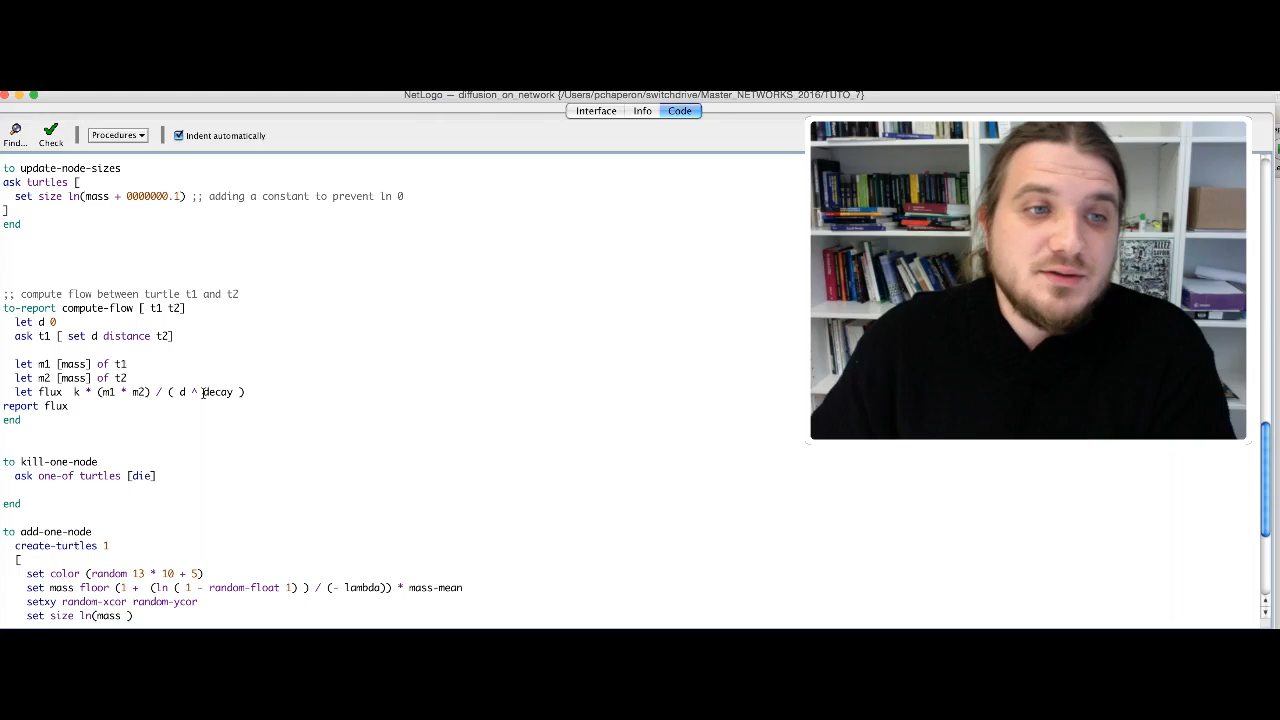 NetLogo — diffusion_on_network {/Users/pchaperon/switchdrive/Master_NETWORKS_2016/TUTO_7}
Interface Info Code
Find... Check Procedures Indent automatically
to update-node-sizes
ask turtles [
set size ln(mass + 0000000.1) ;; adding a constant to prevent ln 0
]
end
;; compute flow between turtle t1 and t2
to-report compute-flow [ t1 t2]
let d 0
ask t1 [ set d distance t2]
let m1 [mass] of t1
let m2 [mass] of t2
let flux k * (m1 * m2) / ( d ^ decay )
report flux
end
to kill-one-node
ask one-of turtles [die]
end
to add-one-node
create-turtles 1
[
set color (random 13 * 10 + 5)
set mass floor (1 + (ln ( 1 - random-float 1) ) / (- lambda)) * mass-mean
setxy random-xcor random-ycor
set size ln(mass )
ALLEZ
SAVOIR